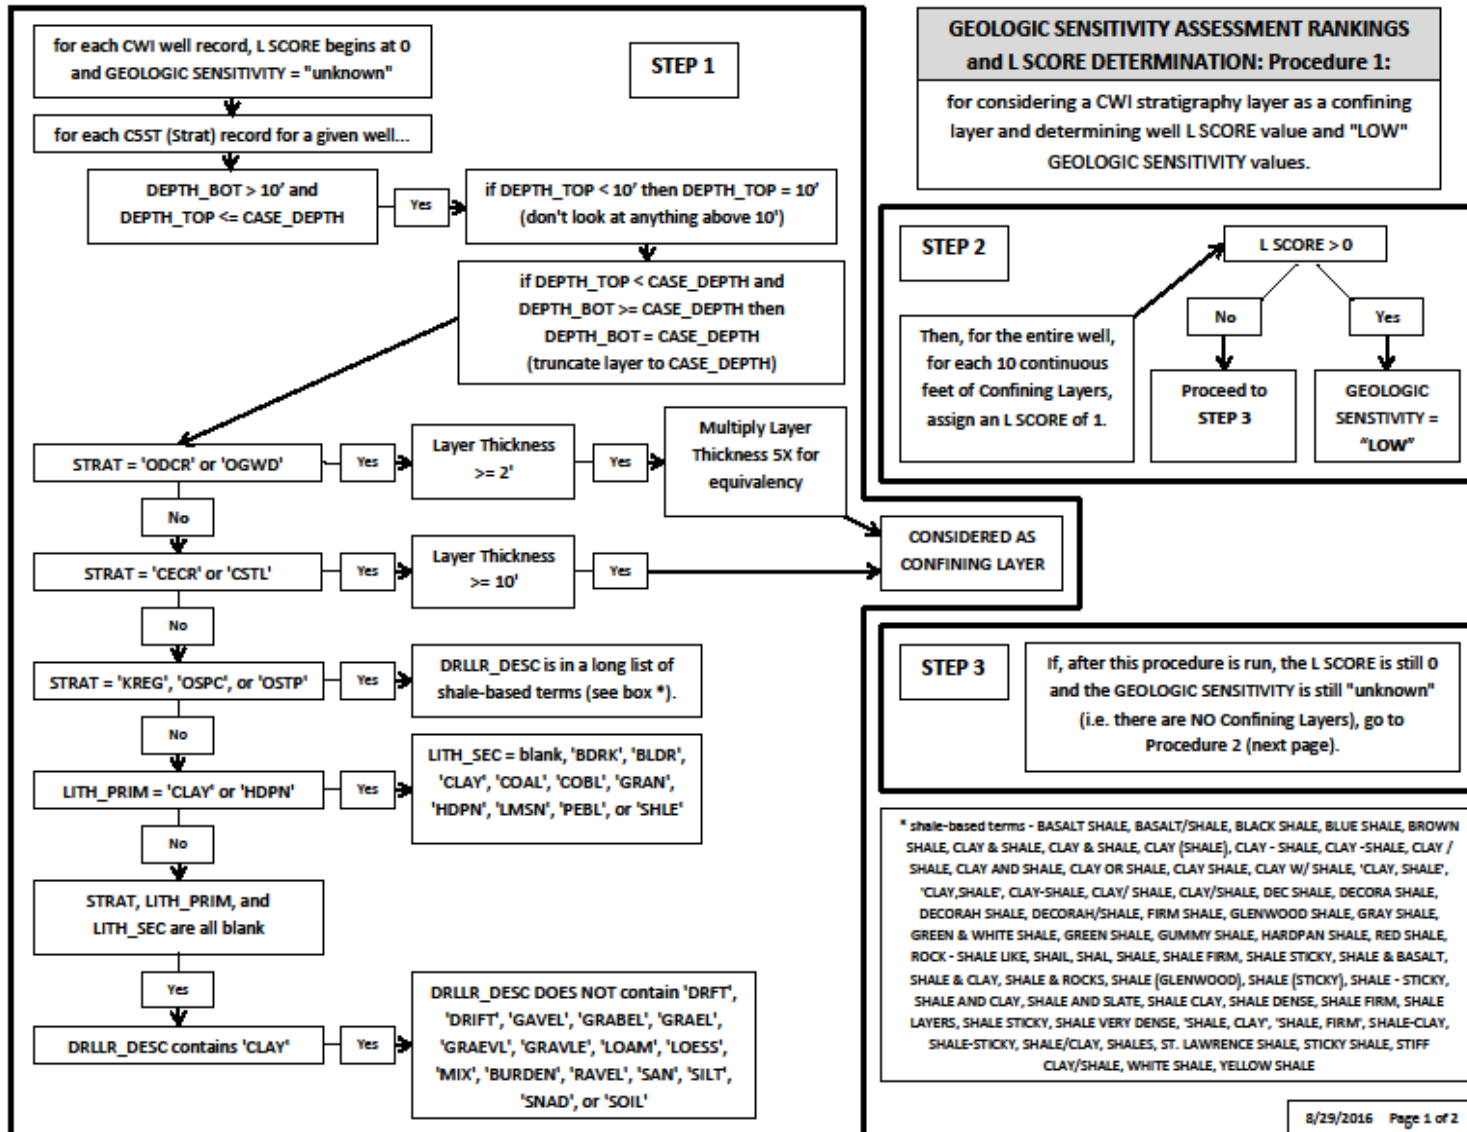 for each CWI well record, L SCORE begins at 0
and GEOLOGIC SENSITIVITY = "unknown"
STEP 1
for each C5ST (Strat) record for a given well...
DEPTH_BOT > 10' and
DEPTH_TOP <= CASE_DEPTH
Yes
if DEPTH_TOP < 10' then DEPTH_TOP = 10'
(don't look at anything above 10')
if DEPTH_TOP < CASE_DEPTH and
DEPTH_BOT >= CASE_DEPTH then
DEPTH_BOT = CASE_DEPTH
(truncate layer to CASE_DEPTH)
STRAT = 'ODCR' or 'OGWD'
Yes
Layer Thickness
>= 2'
Yes
Multiply Layer
Thickness 5X for
equivalency
No
STRAT = 'CECR' or 'CSTL'
Yes
Layer Thickness
>= 10'
Yes
CONSIDERED AS
CONFINING LAYER
No
STRAT = 'KREG', 'OSPC', or 'OSTP'
Yes
DRLLR_DESC is in a long list of
shale-based terms (see box *).
No
LITH_PRIM = 'CLAY' or 'HDPN'
Yes
LITH_SEC = blank, 'BDRK', 'BLDR',
'CLAY', 'COAL', 'COBL', 'GRAN',
'HDPN', 'LMSN', 'PEBL', or 'SHLE'
No
STRAT, LITH_PRIM, and
LITH_SEC are all blank
Yes
DRLLR_DESC contains 'CLAY'
Yes
DRLLR_DESC DOES NOT contain 'DRFT',
'DRIFT', 'GAVEL', 'GRABEL', 'GRAEL',
'GRAEVL', 'GRAVLE', 'LOAM', 'LOESS',
'MIX', 'BURDEN', 'RAVEL', 'SAN', 'SILT',
'SNAD', or 'SOIL'
GEOLOGIC SENSITIVITY ASSESSMENT RANKINGS
and L SCORE DETERMINATION: Procedure 1:
for considering a CWI stratigraphy layer as a confining
layer and determining well L SCORE value and "LOW"
GEOLOGIC SENSITIVITY values.
STEP 2
Then, for the entire well,
for each 10 continuous
feet of Confining Layers,
assign an L SCORE of 1.
L SCORE > 0
No
Yes
Proceed to
STEP 3
GEOLOGIC
SENSTIVITY =
"LOW"
STEP 3
If, after this procedure is run, the L SCORE is still 0
and the GEOLOGIC SENSITIVITY is still "unknown"
(i.e. there are NO Confining Layers), go to
Procedure 2 (next page).
* shale-based terms - BASALT SHALE, BASALT/SHALE, BLACK SHALE, BLUE SHALE, BROWN
SHALE, CLAY & SHALE, CLAY & SHALE, CLAY (SHALE), CLAY - SHALE, CLAY -SHALE, CLAY /
SHALE, CLAY AND SHALE, CLAY OR SHALE, CLAY SHALE, CLAY W/ SHALE, 'CLAY, SHALE',
'CLAY,SHALE', CLAY-SHALE, CLAY/ SHALE, CLAY/SHALE, DEC SHALE, DECORA SHALE,
DECORAH SHALE, DECORAH/SHALE, FIRM SHALE, GLENWOOD SHALE, GRAY SHALE,
GREEN & WHITE SHALE, GREEN SHALE, GUMMY SHALE, HARDPAN SHALE, RED SHALE,
ROCK - SHALE LIKE, SHAIL, SHAL, SHALE, SHALE FIRM, SHALE STICKY, SHALE & BASALT,
SHALE & CLAY, SHALE & ROCKS, SHALE (GLENWOOD), SHALE (STICKY), SHALE - STICKY,
SHALE AND CLAY, SHALE AND SLATE, SHALE CLAY, SHALE DENSE, SHALE FIRM, SHALE
LAYERS, SHALE STICKY, SHALE VERY DENSE, 'SHALE, CLAY', 'SHALE, FIRM', SHALE-CLAY,
SHALE-STICKY, SHALE/CLAY, SHALES, ST. LAWRENCE SHALE, STICKY SHALE, STIFF
CLAY/SHALE, WHITE SHALE, YELLOW SHALE
8/29/2016 Page 1 of 2